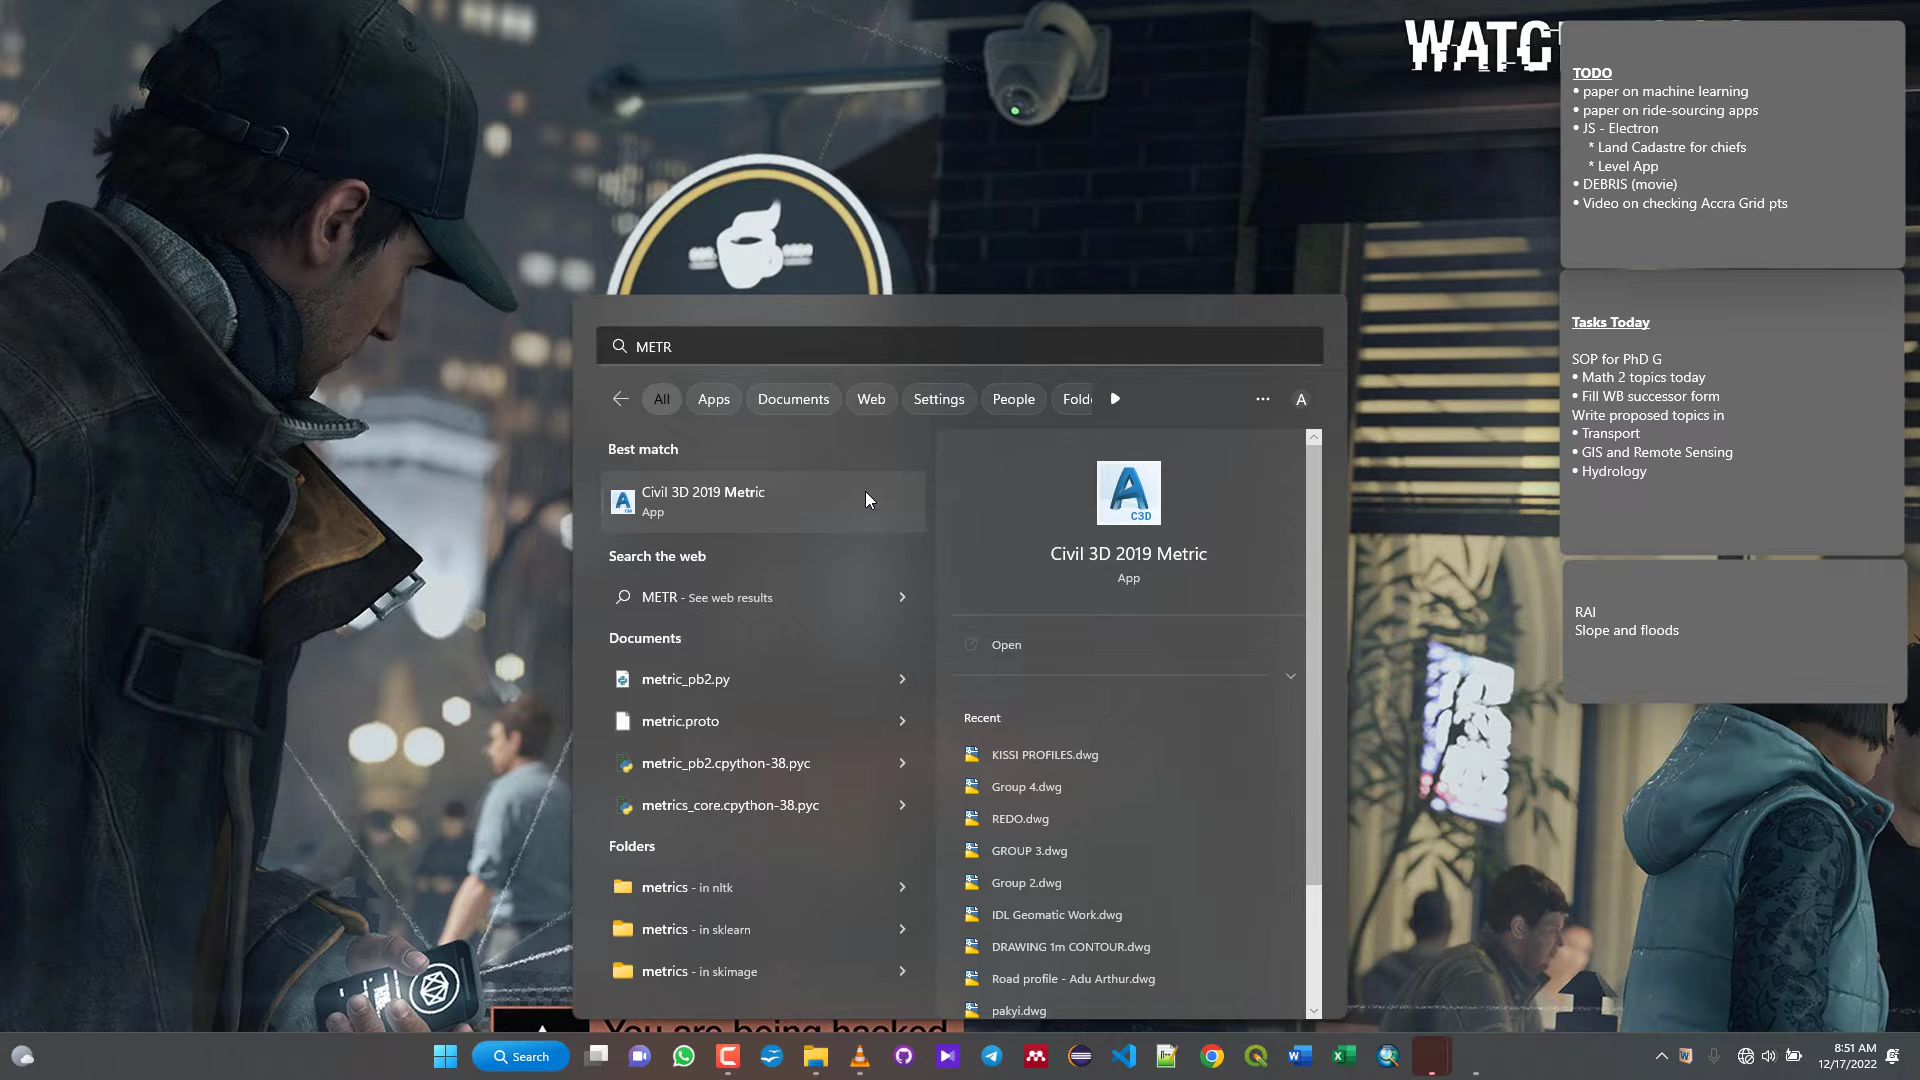 WATC
TODO
• paper on machine learning
• paper on ride-sourcing apps
• JS - Electron
* Land Cadastre for chiefs
* Level App
• DEBRIS (movie)
• Video on checking Accra Grid pts
Tasks Today
SOP for PhD G
• Math 2 topics today
• Fill WB successor form
Write proposed topics in
• Transport
• GIS and Remote Sensing
• Hydrology
RAI
Slope and floods
METR
All Apps Documents Web Settings People Fold
A
Best match
Civil 3D 2019 Metric
App
Search the web
METR - See web results
Documents
metric_pb2.py
metric.proto
metric_pb2.cpython-38.pyc
metrics_core.cpython-38.pyc
Folders
metrics - in nltk
metrics - in sklearn
metrics - in skimage
C3D
Civil 3D 2019 Metric
App
Open
Recent
KISSI PROFILES.dwg
Group 4.dwg
REDO.dwg
GROUP 3.dwg
Group 2.dwg
IDL Geomatic Work.dwg
DRAWING 1m CONTOUR.dwg
Road profile - Adu Arthur.dwg
pakyi.dwg
You are being hacked
Search
8:51 AM
12/17/2022